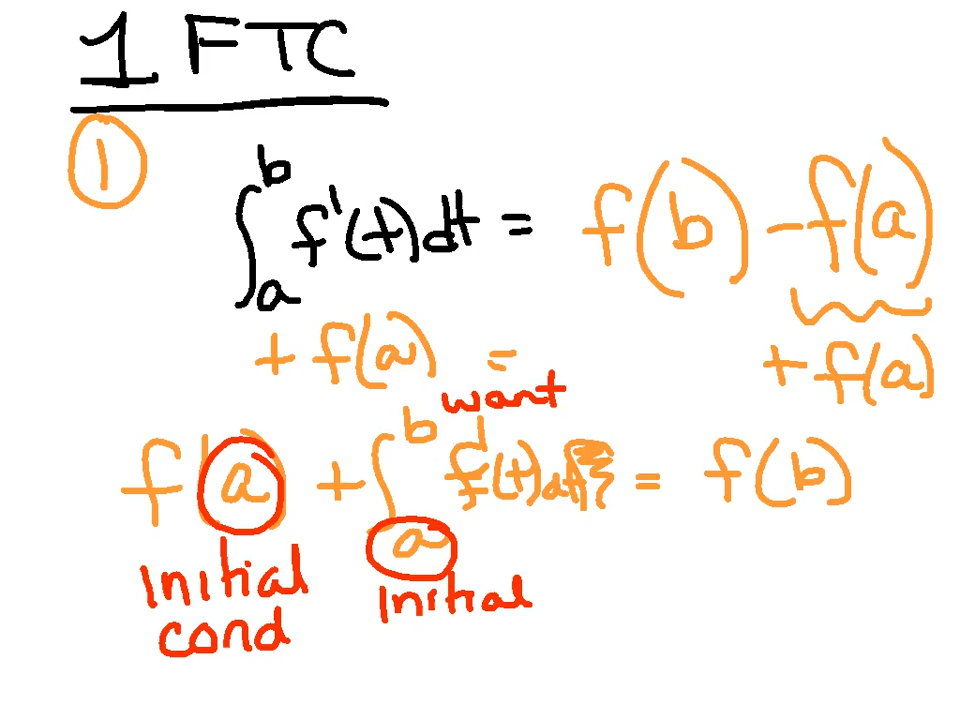 1 FTC
1
∫_a^b f'(t)dt = f(b) - f(a)
+ f(a) = + f(a)
want
f(a) + ∫_a^b f'(t)dt = f(b)
Initial Initial
cond